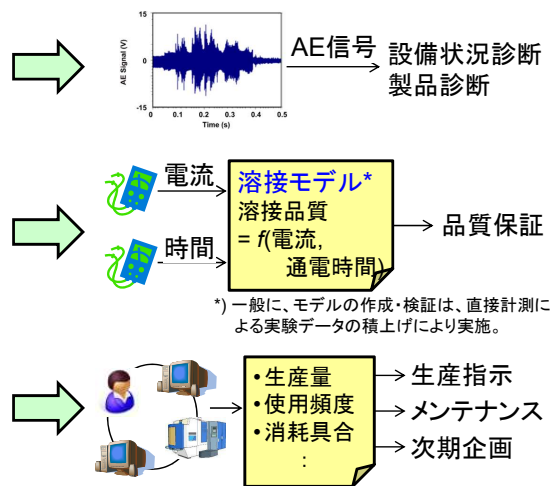 AE Signal (V)
15
0
-15
0 0.1 0.2 0.3 0.4 0.5
Time (s)
AE信号
設備状況診断
製品診断
電流
時間
溶接モデル*
溶接品質
= f(電流,
通電時間)
品質保証
*) 一般に、モデルの作成・検証は、直接計測に
よる実験データの積上げにより実施。
•生産量
•使用頻度
•消耗具合
:
生産指示
メンテナンス
次期企画